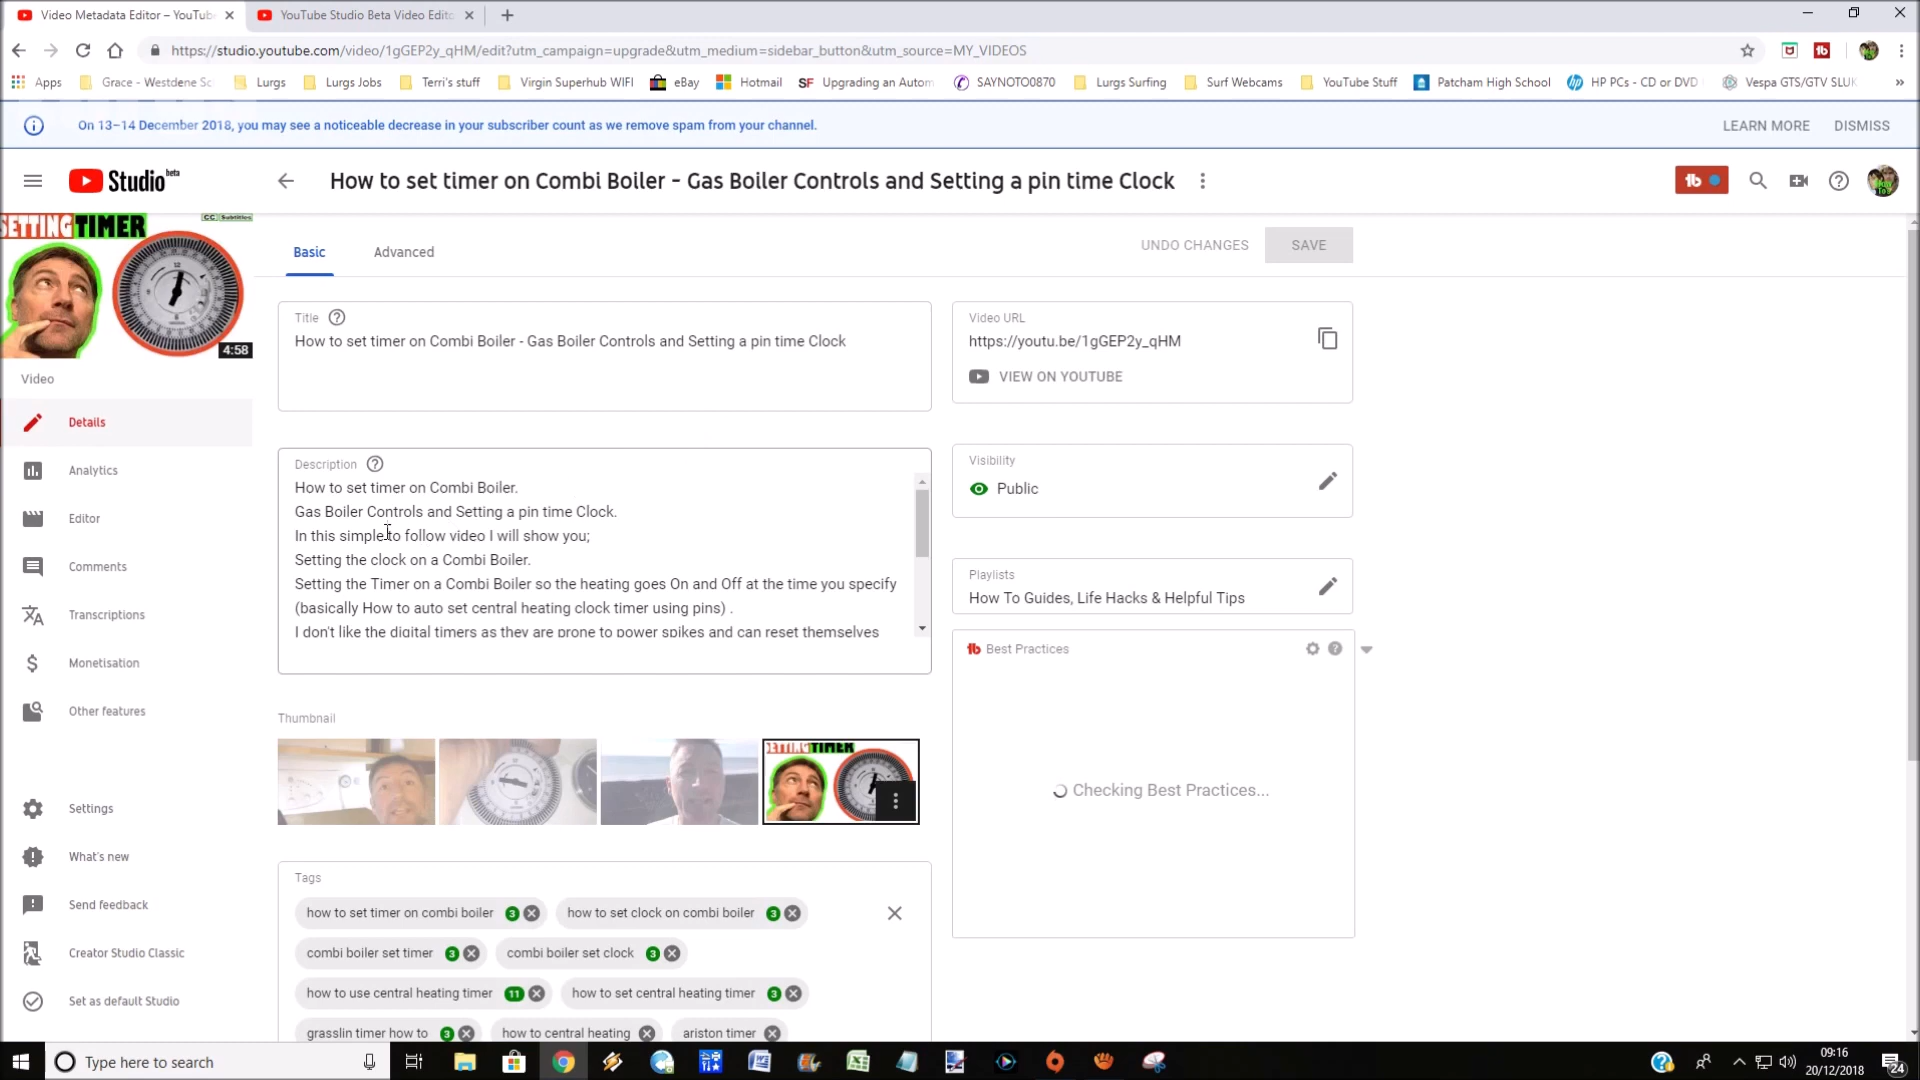 Video Metadata Editor – YouTube
YouTube Studio Beta Video Edito
https://studio.youtube.com/video/1gGEP2y_qHM/edit?utm_campaign=upgrade&utm_medium=sidebar_button&utm_source=MY_VIDEOS
Apps Grace - Westdene Sc Lurgs Lurgs Jobs Terri's stuff Virgin Superhub WIFI eBay Hotmail SF Upgrading an Autom SAYNOTO0870 Lurgs Surfing Surf Webcams YouTube Stuff Patcham High School HP PCs - CD or DVD Vespa GTS/GTV SLUK »
On 13–14 December 2018, you may see a noticeable decrease in your subscriber count as we remove spam from your channel. LEARN MORE DISMISS
Studio beta
How to set timer on Combi Boiler - Gas Boiler Controls and Setting a pin time Clock
CC Subtitles
SETTING TIMER
4:58
Video
Details
Analytics
Editor
Comments
Transcriptions
Monetisation
Other features
Settings
What's new
Send feedback
Creator Studio Classic
Set as default Studio
Basic Advanced UNDO CHANGES SAVE
Title
How to set timer on Combi Boiler - Gas Boiler Controls and Setting a pin time Clock
Description
How to set timer on Combi Boiler.
Gas Boiler Controls and Setting a pin time Clock.
In this simple to follow video I will show you;
Setting the clock on a Combi Boiler.
Setting the Timer on a Combi Boiler so the heating goes On and Off at the time you specify
(basically How to auto set central heating clock timer using pins) .
I don't like the digital timers as they are prone to power spikes and can reset themselves
Thumbnail
SETTING TIMER
Tags
how to set timer on combi boiler 3 how to set clock on combi boiler 3
combi boiler set timer 3 combi boiler set clock 3
how to use central heating timer 11 how to set central heating timer 3
grasslin timer how to 3 how to central heating ariston timer
Video URL
https://youtu.be/1gGEP2y_qHM
VIEW ON YOUTUBE
Visibility
Public
Playlists
How To Guides, Life Hacks & Helpful Tips
tb Best Practices
Checking Best Practices...
Type here to search
09:16
20/12/2018
24